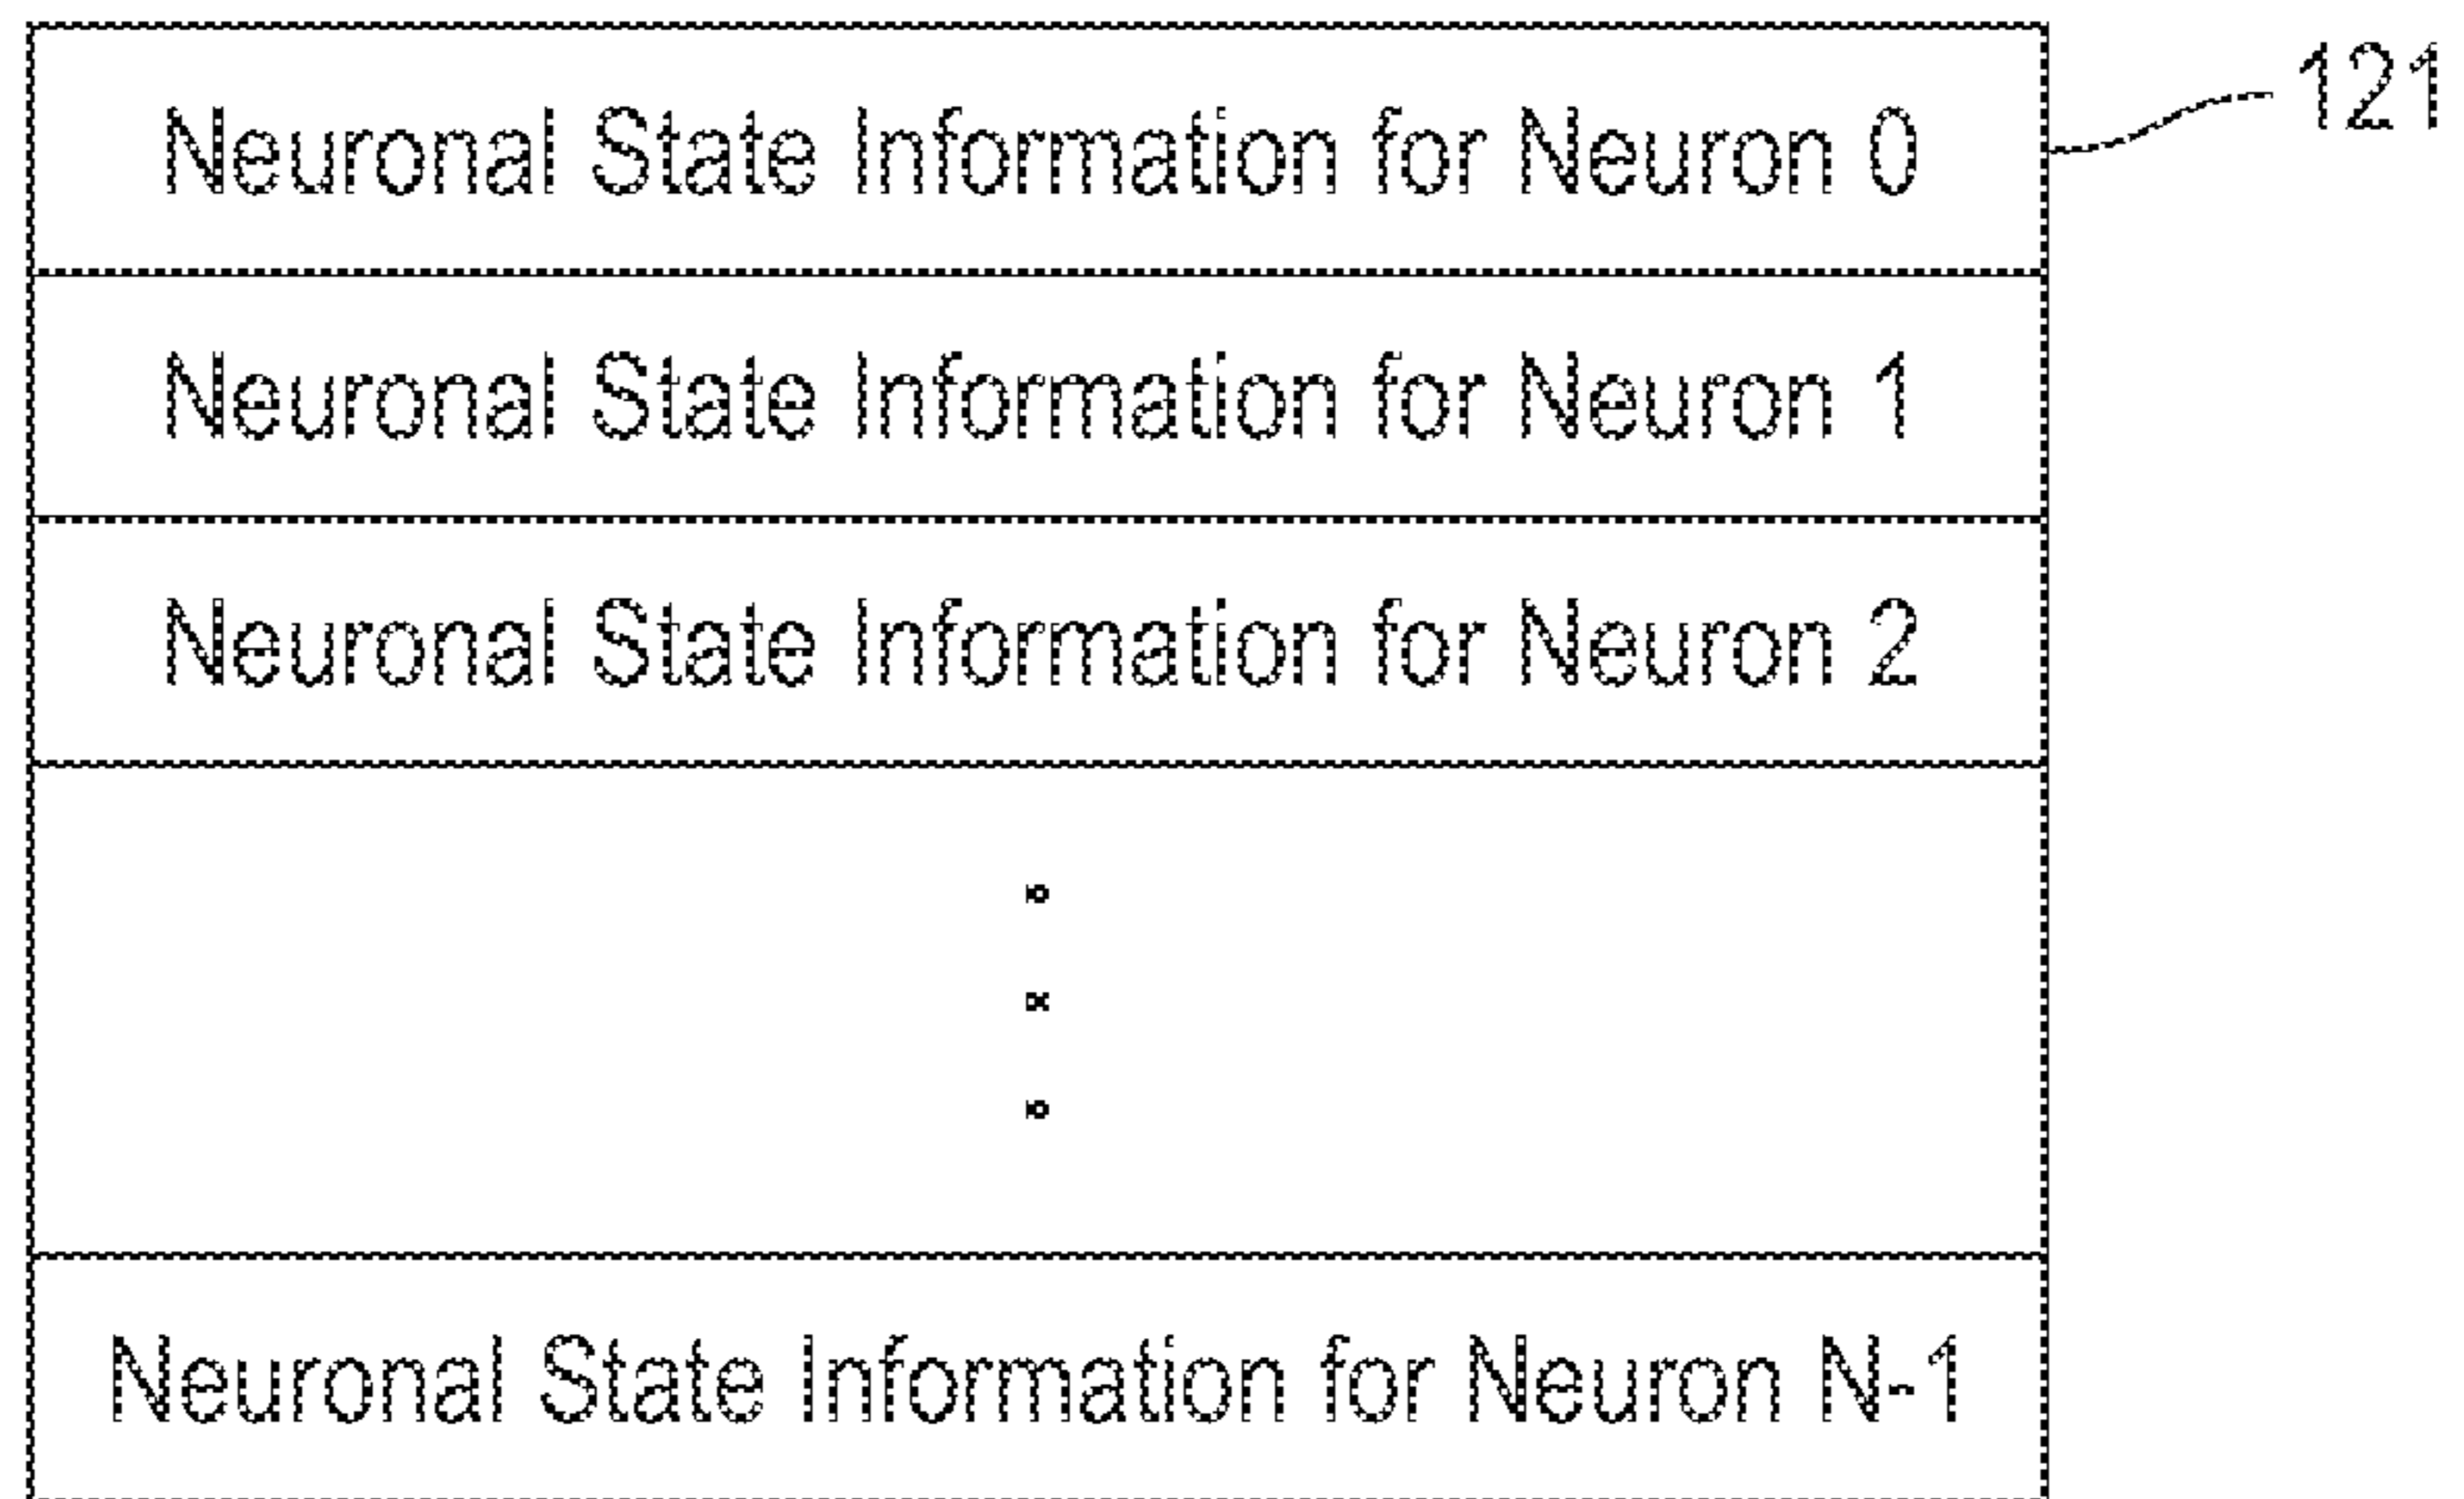 Neuronal State Information for Neuron 0
121
Neuronal State Information for Neuron 1
Neuronal State Information for Neuron 2
Neuronal State Information for Neuron N-1